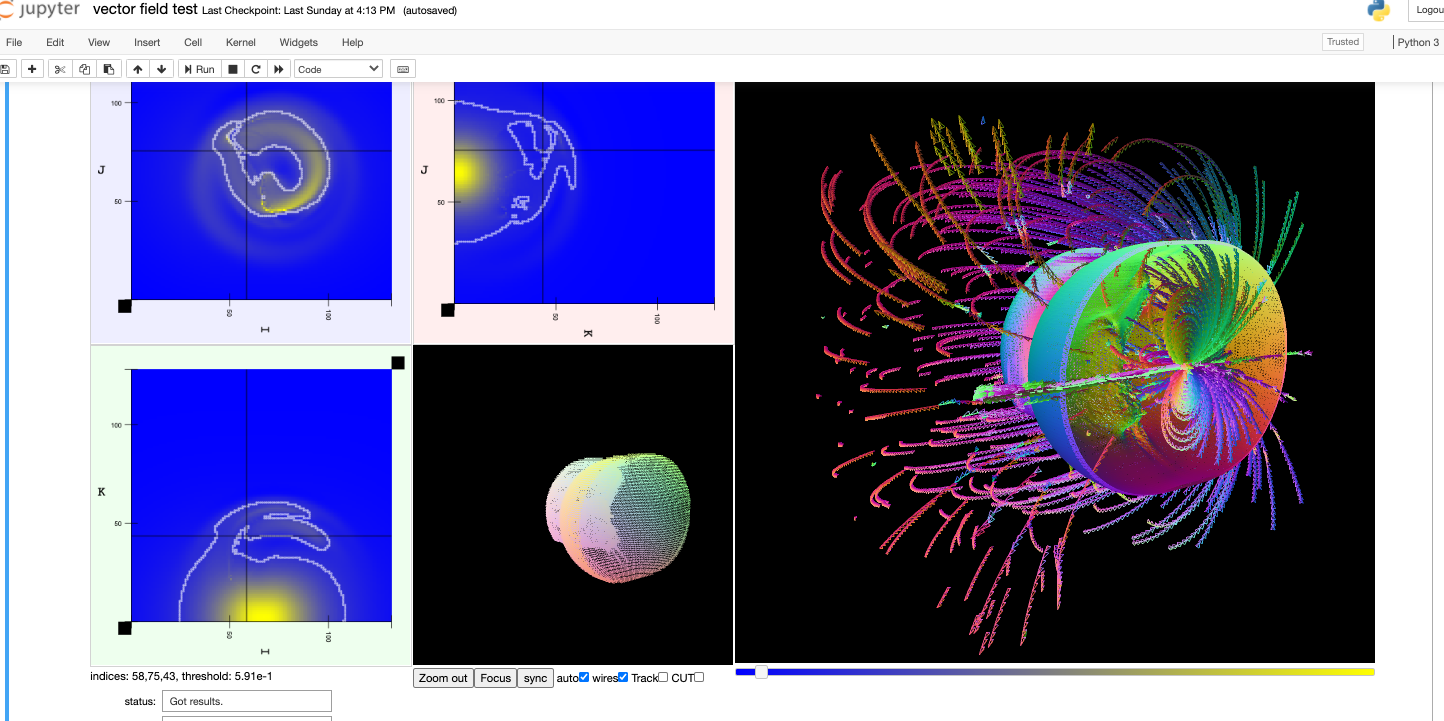 jupyter vector field test Last Checkpoint: Last Sunday at 4:13 PM (autosaved)
Logou
File Edit View Insert Cell Kernel Widgets Help
Trusted Python 3
Run Code
100
J
50
50
100
I
100
J
50
50
100
K
100
K
50
50
100
I
indices: 58,75,43, threshold: 5.91e-1
Zoom out Focus sync auto wires Track CUT
status: Got results.